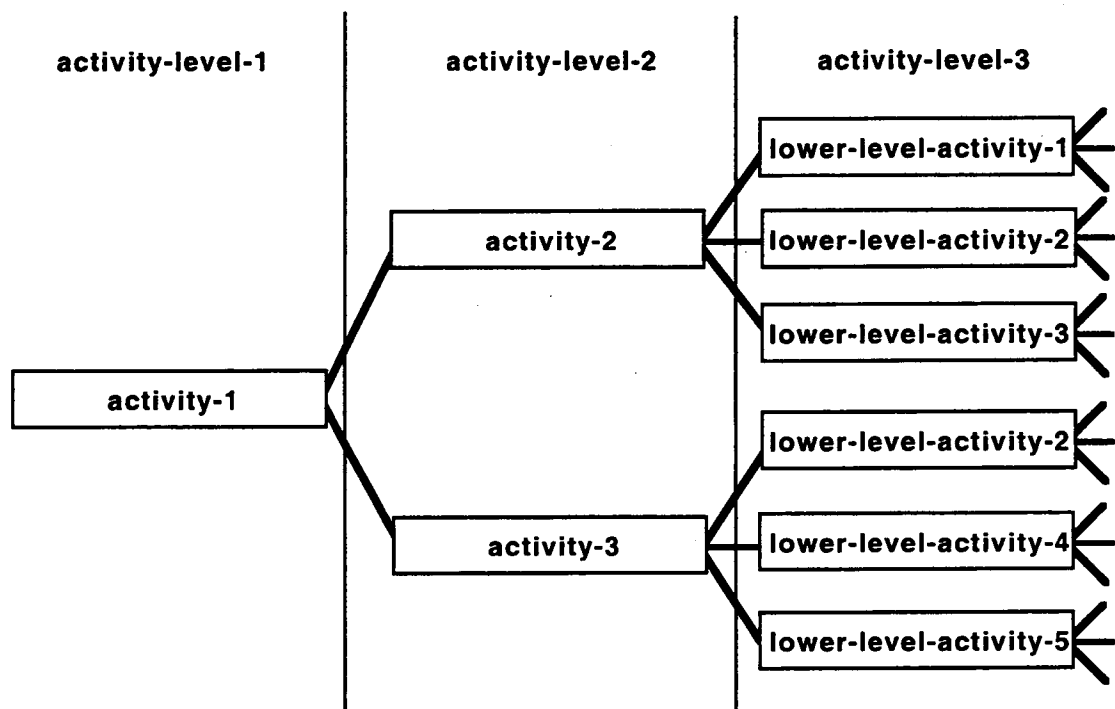 activity-level-1
activity-level-2
activity-level-3
lower-level-activity-1
activity-2
lower-level-activity-2
lower-level-activity-3
activity-1
lower-level-activity-2
activity-3
lower-level-activity-4
lower-level-activity-5